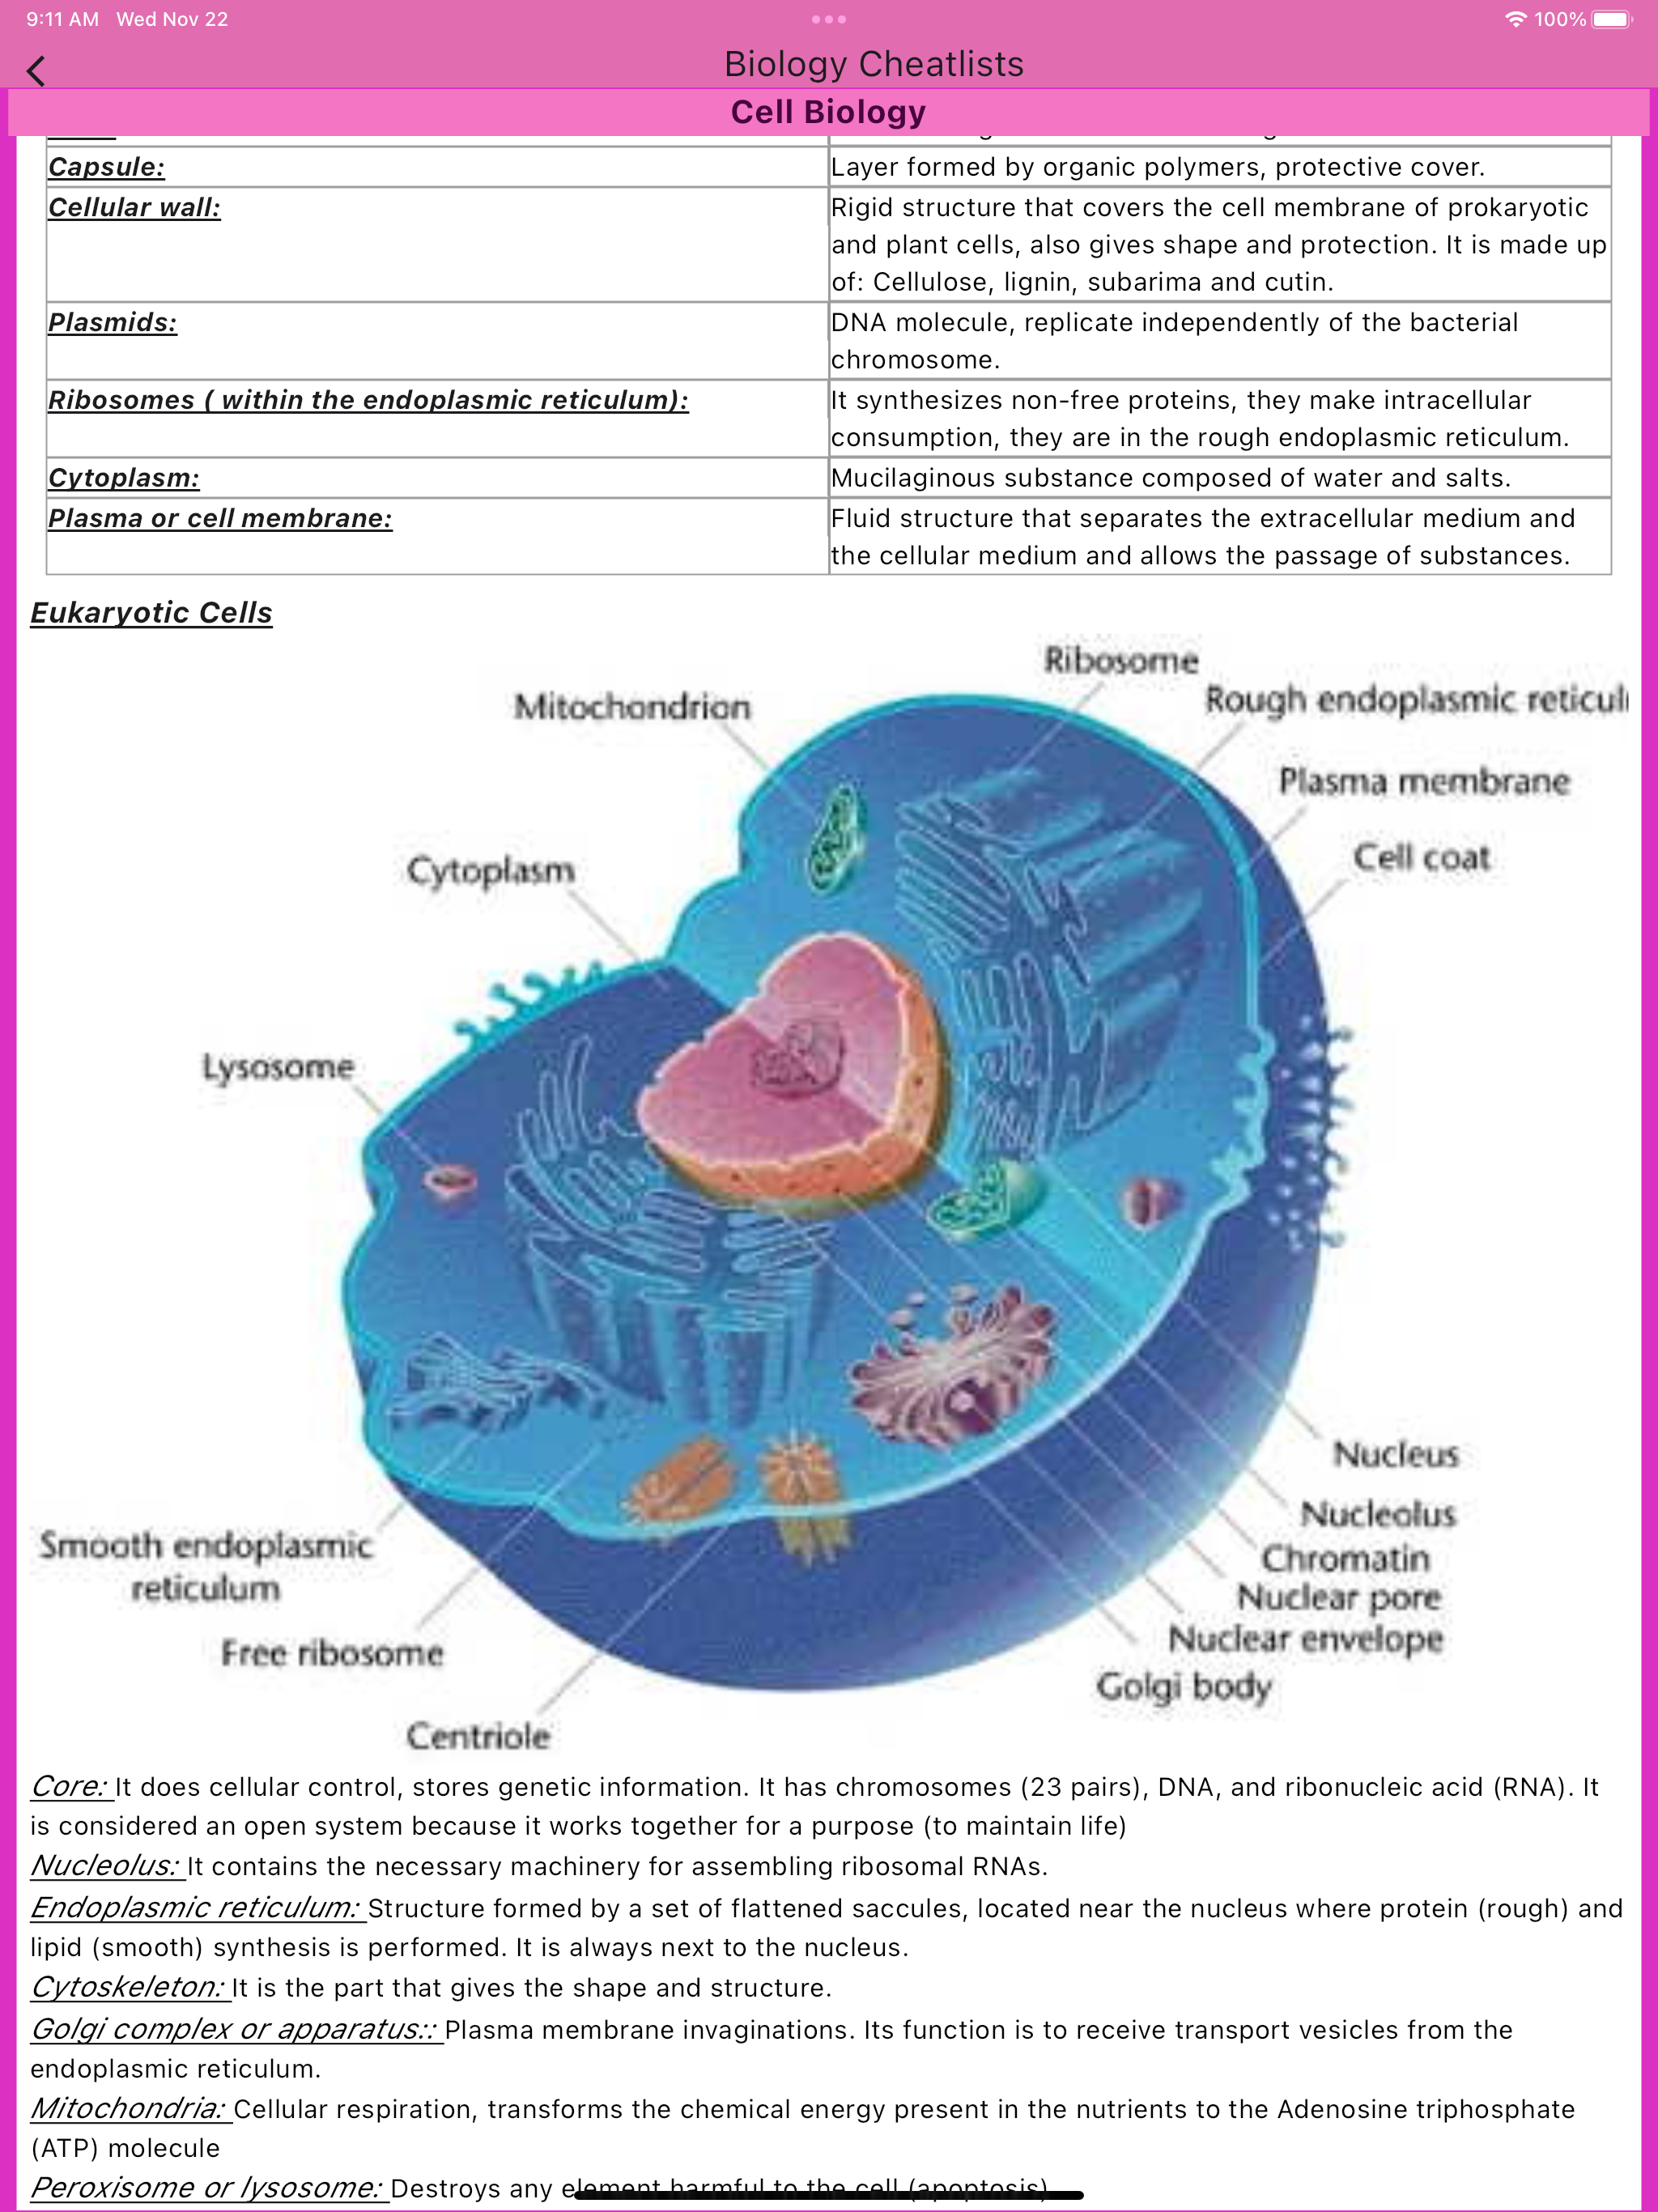 9:11 AM Wed Nov 22
100%
Biology Cheatlists
Cell Biology
Capsule:
Layer formed by organic polymers, protective cover.
Cellular wall:
Rigid structure that covers the cell membrane of prokaryotic
and plant cells, also gives shape and protection. It is made up
of: Cellulose, lignin, subarima and cutin.
Plasmids:
DNA molecule, replicate independently of the bacterial
chromosome.
Ribosomes ( within the endoplasmic reticulum):
It synthesizes non-free proteins, they make intracellular
consumption, they are in the rough endoplasmic reticulum.
Cytoplasm:
Mucilaginous substance composed of water and salts.
Plasma or cell membrane:
Fluid structure that separates the extracellular medium and
the cellular medium and allows the passage of substances.
Eukaryotic Cells
Ribosome
Rough endoplasmic
Mitochondrion
Plasma membrane
Cell coat
Cytoplasm
Lysosome
Nucleus
Nucleolus
Smooth endoplasmic
reticulum
Chromatin
Nuclear pore
Nuclear envelope
Free ribosome
Golgi body
Centriole
Core: It does cellular control, stores genetic information. It has chromosomes (23 pairs), DNA, and ribonucleic acid (RNA). It
is considered an open system because it works together for a purpose (to maintain life)
Nucleolus: It contains the necessary machinery for assembling ribosomal RNAs.
Endoplasmic reticulum: Structure formed by a set of flattened saccules, located near the nucleus where protein (rough) and
lipid (smooth) synthesis is performed. It is always next to the nucleus.
Cytoskeleton: It is the part that gives the shape and structure.
Golgi complex or apparatus:: Plasma membrane invaginations. Its function is to receive transport vesicles from the
endoplasmic reticulum.
Mitochondria: Cellular respiration, transforms the chemical energy present in the nutrients to the Adenosine triphosphate
(ATP) molecule
Peroxisome or lysosome: Destroys any element harmful to the cell (apoptosis)